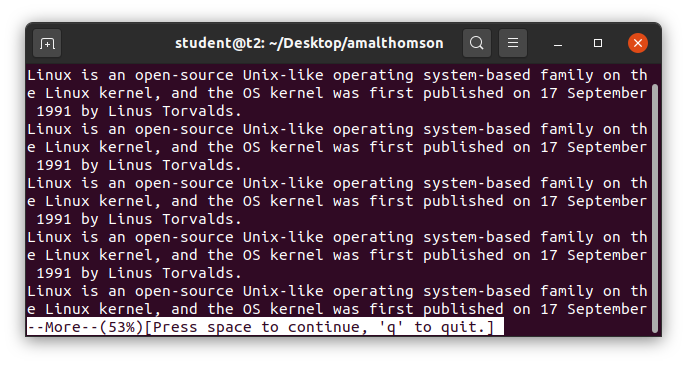 student@t2: ~/Desktop/amalthomson
Linux is an open-source Unix-like operating system-based family on th
e Linux kernel, and the OS kernel was first published on 17 September
 1991 by Linus Torvalds.
Linux is an open-source Unix-like operating system-based family on th
e Linux kernel, and the OS kernel was first published on 17 September
 1991 by Linus Torvalds.
Linux is an open-source Unix-like operating system-based family on th
e Linux kernel, and the OS kernel was first published on 17 September
 1991 by Linus Torvalds.
Linux is an open-source Unix-like operating system-based family on th
e Linux kernel, and the OS kernel was first published on 17 September
 1991 by Linus Torvalds.
Linux is an open-source Unix-like operating system-based family on th
e Linux kernel, and the OS kernel was first published on 17 September
--More--(53%)[Press space to continue, 'q' to quit.]